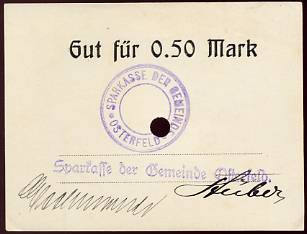 Gut für 0.50 Mark
SPARKASSE DER GEMEINDE
* OSTERFELD *
Sparkasse der Gemeinde Osterfeld.